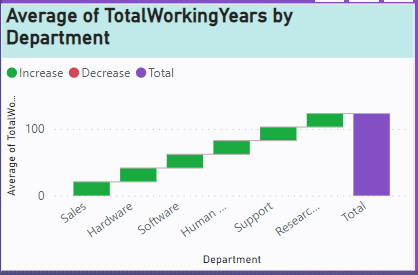 Average of TotalWorkingYears by
Department
Increase Decrease Total
Average of TotalWo...
100
0
Sales
Hardware
Software
Human ...
Support
Researc...
Total
Department